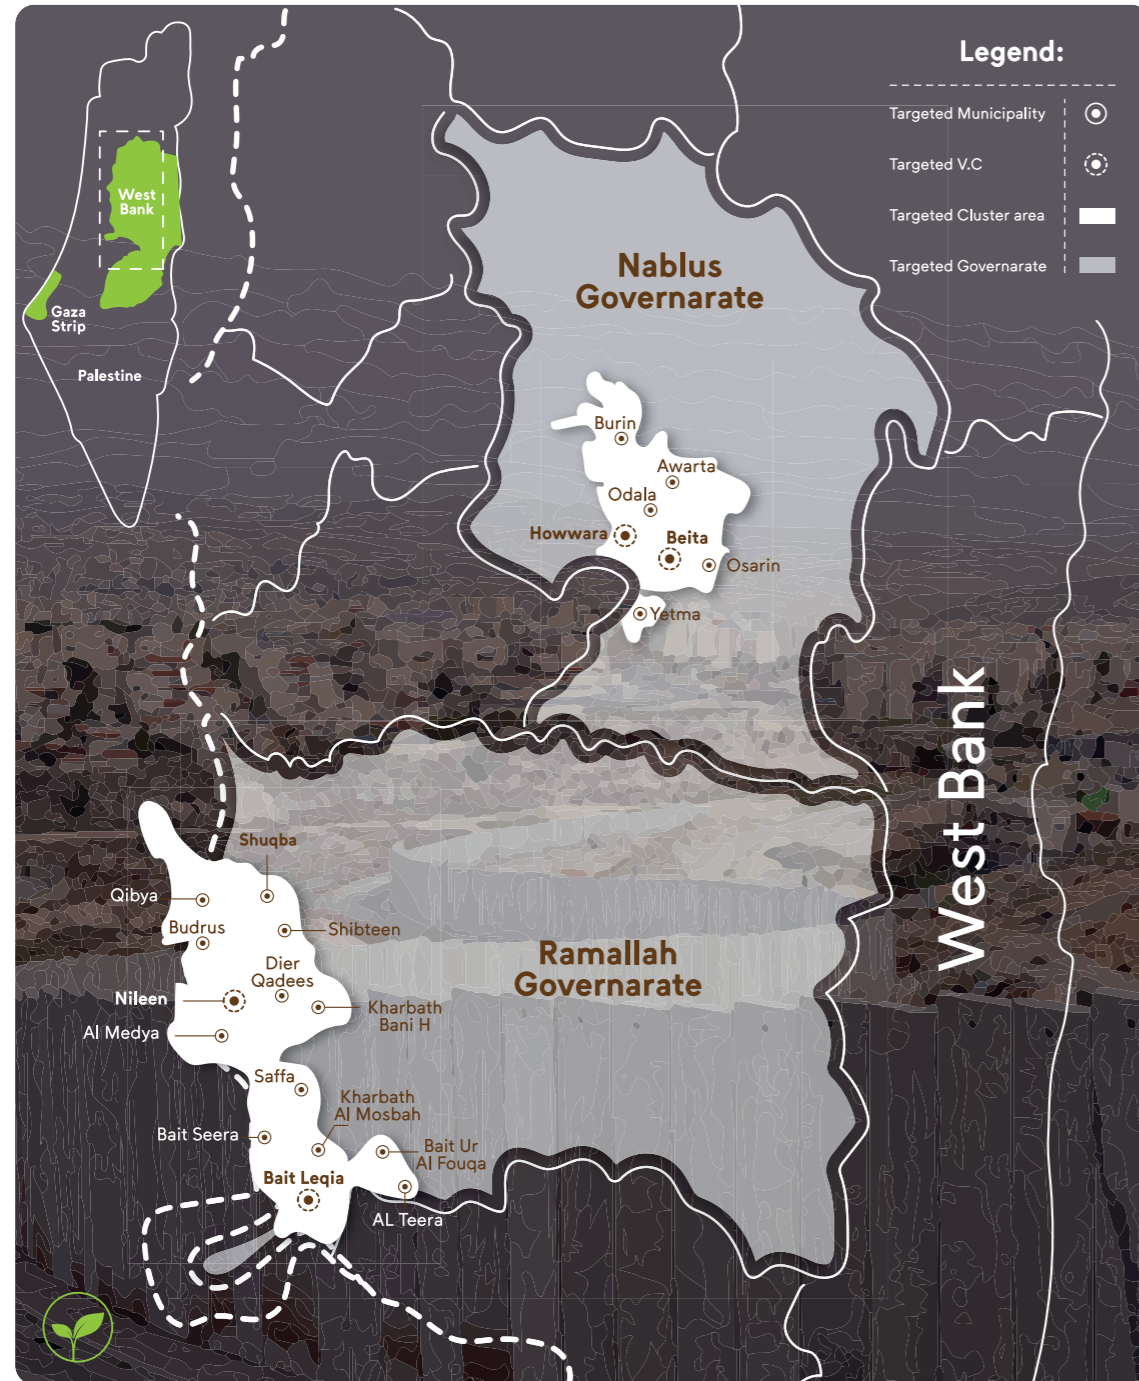 Legend:
Targeted Municipality
Targeted V.C
Targeted Cluster area
Targeted Governarate
West
Bank
Gaza
Strip
Palestine
Nablus
Governarate
Burin
Awarta
Odala
Howwara
Beita
Osarin
Yetma
West Bank
Shuqba
Qibya
Budrus
Shibteen
Dier
Qadees
Nileen
Kharbath
Bani H
Al Medya
Ramallah
Governarate
Saffa
Kharbath
Al Mosbah
Bait Seera
Bait Ur
Al Fouqa
Bait Leqia
AL Teera